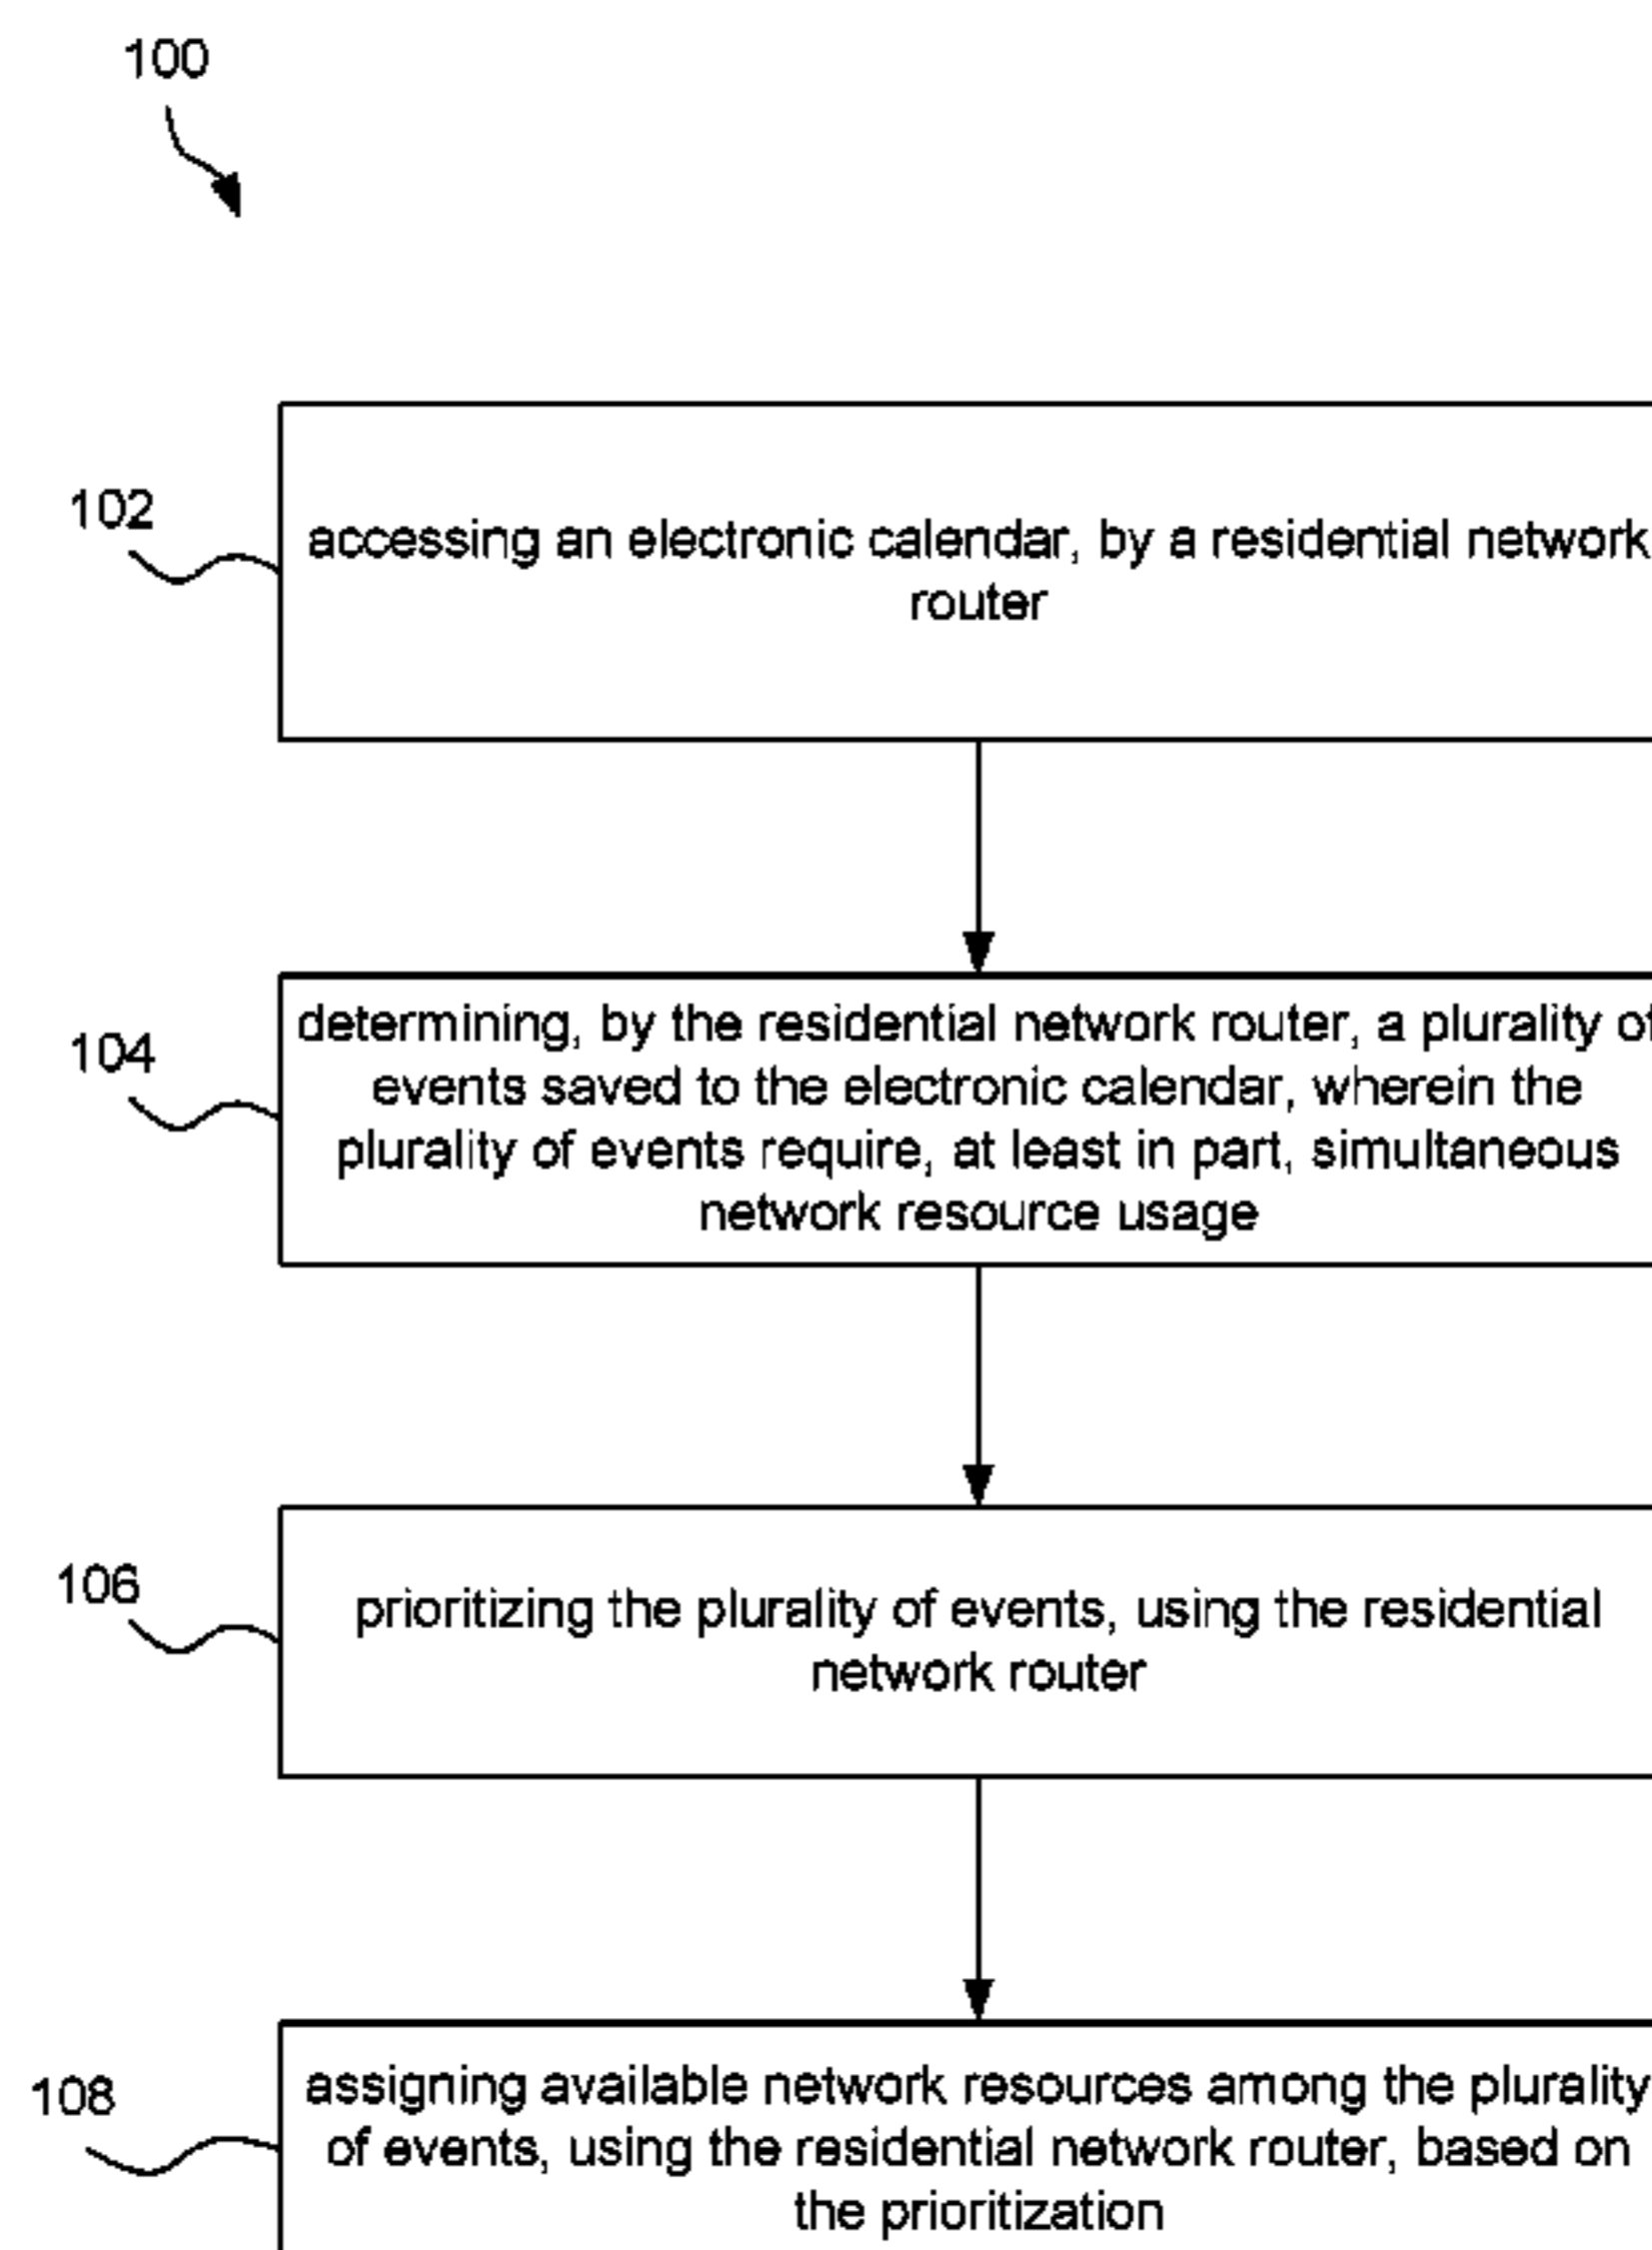 100
102
accessing an electronic calendar, by a residential network
router
104
determining, by the residential network router, a plurality of
events saved to the electronic calendar, wherein the
plurality of events require, at least in part, simultaneous
network resource usage
106
prioritizing the plurality of events, using the residential
network router
108
assigning available network resources among the plurality
of events, using the residential network router, based on
the prioritization